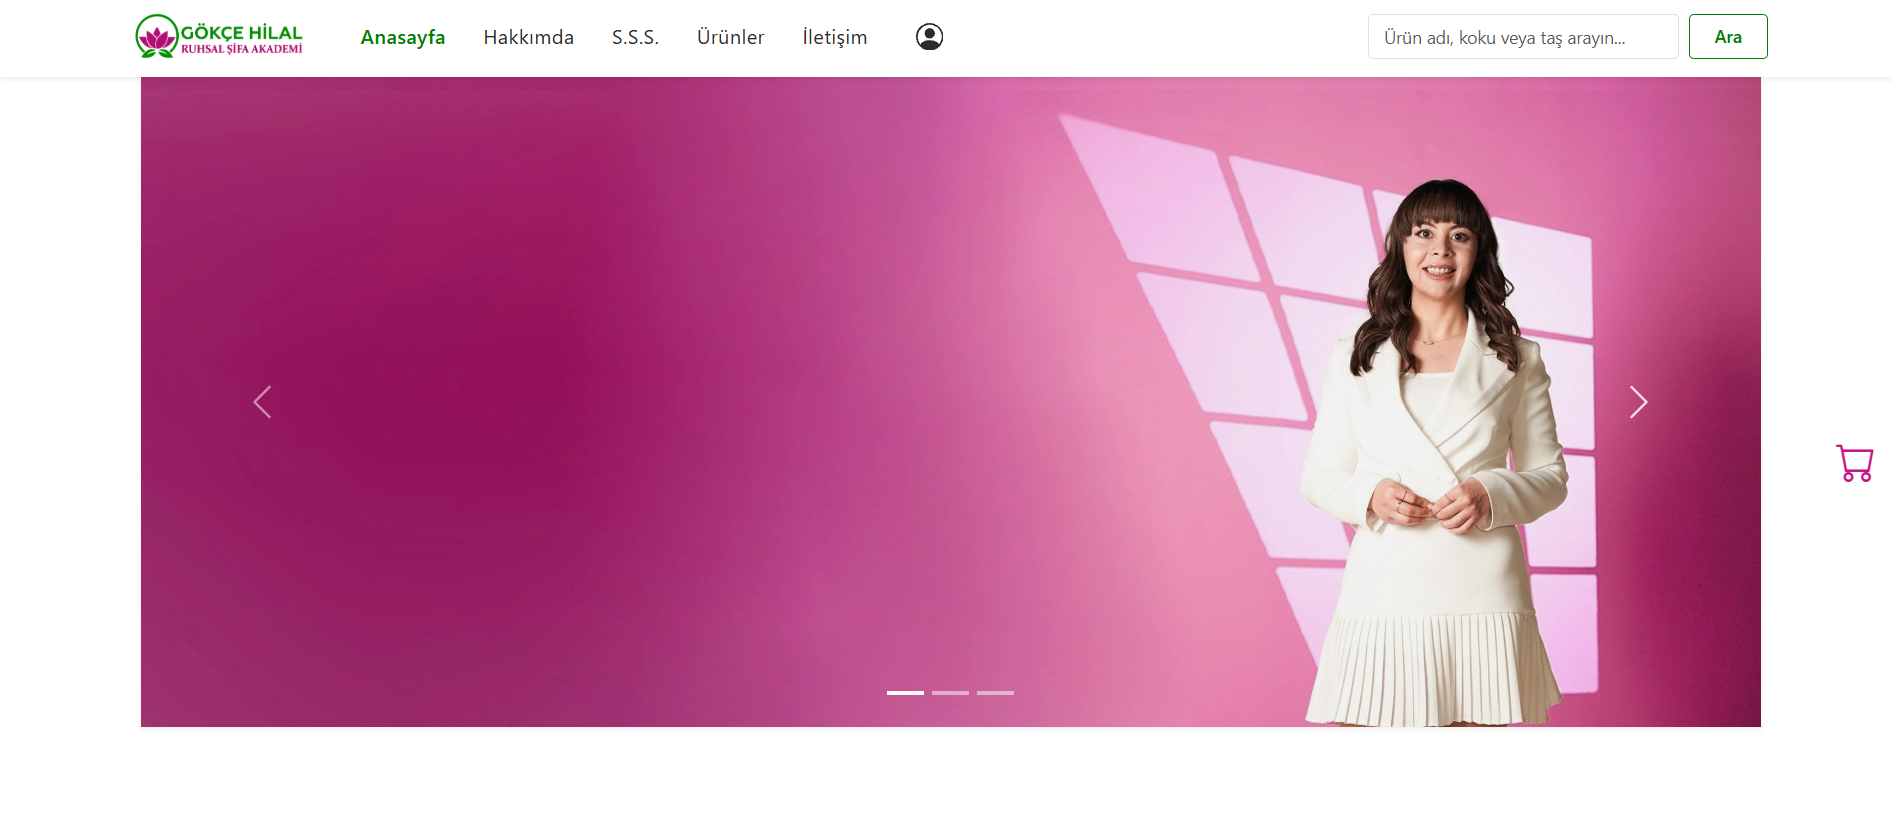 GÖKÇE HİLAL
RUHSAL ŞİFA AKADEMİ
Anasayfa
Hakkımda
S.S.S.
Ürünler
İletişim
Ürün adı, koku veya taş arayın...
Ara